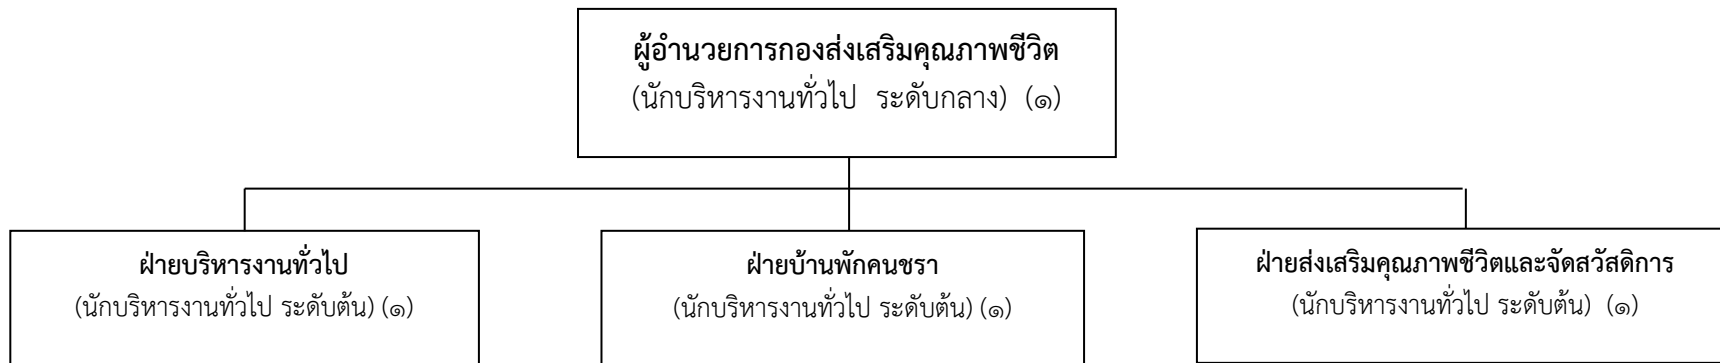 ผู้อำนวยการกองส่งเสริมคุณภาพชีวิต
(นักบริหารงานทั่วไป ระดับกลาง) (๑)
ฝ่ายบริหารงานทั่วไป
(นักบริหารงานทั่วไป ระดับต้น) (๑)
ฝ่ายบ้านพักคนชรา
(นักบริหารงานทั่วไป ระดับต้น) (๑)
ฝ่ายส่งเสริมคุณภาพชีวิตและจัดสวัสดิการ
(นักบริหารงานทั่วไป ระดับต้น) (๑)